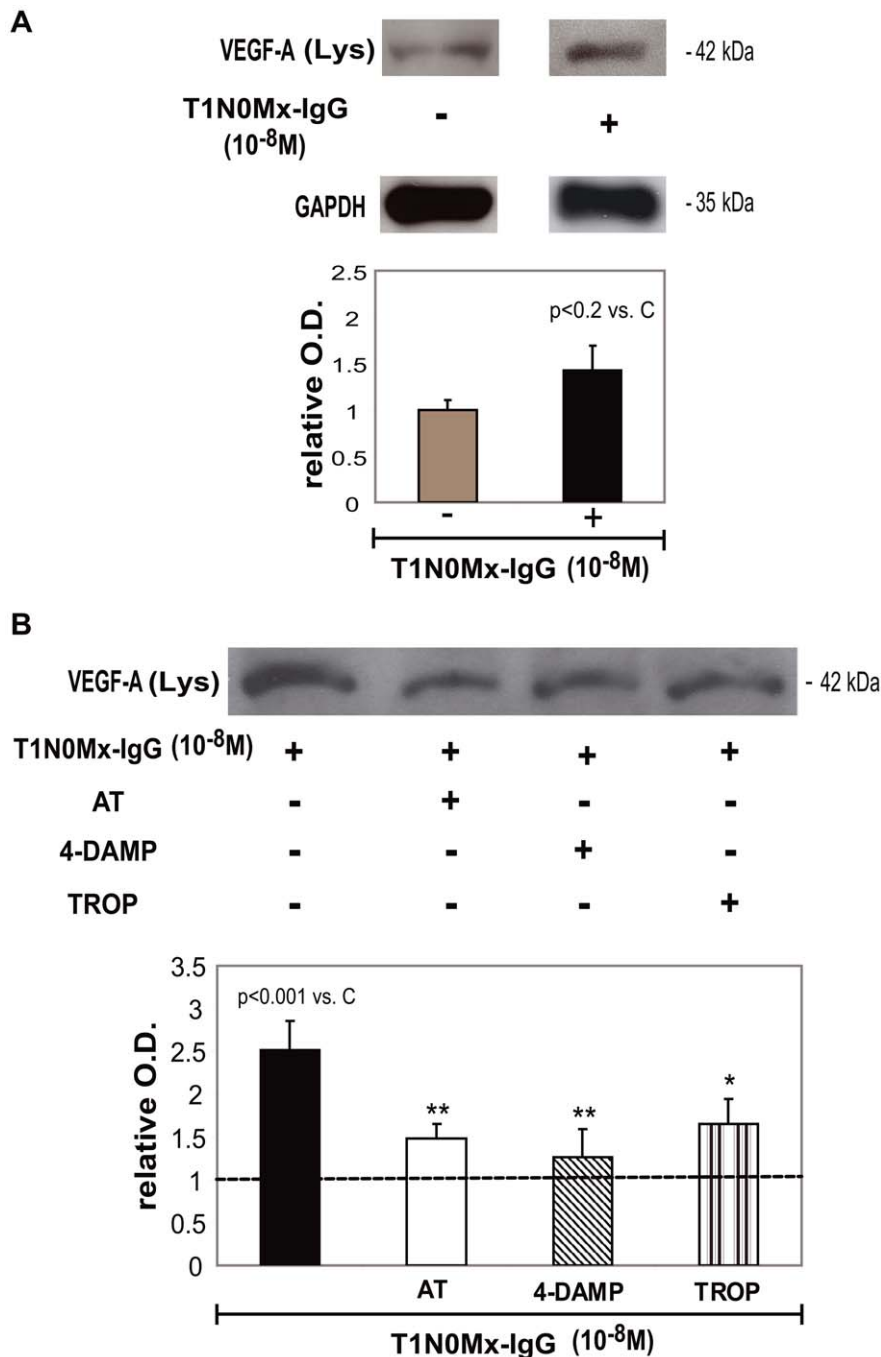 A
VEGF-A (Lys) - 42 kDa
T1N0Mx-IgG - +
(10⁻⁸M)
GAPDH - 35 kDa
2.5
2
1.5
1
0.5
0
relative O.D.
p<0.2 vs. C
- +
T1N0Mx-IgG (10⁻⁸M)
B
VEGF-A (Lys) - 42 kDa
T1N0Mx-IgG (10⁻⁸M) + + + +
AT - + - -
4-DAMP - - + -
TROP - - - +
3.5
3
2.5
2
1.5
1
0.5
0
relative O.D.
p<0.001 vs. C
** ** *
AT 4-DAMP TROP
T1N0Mx-IgG (10⁻⁸M)